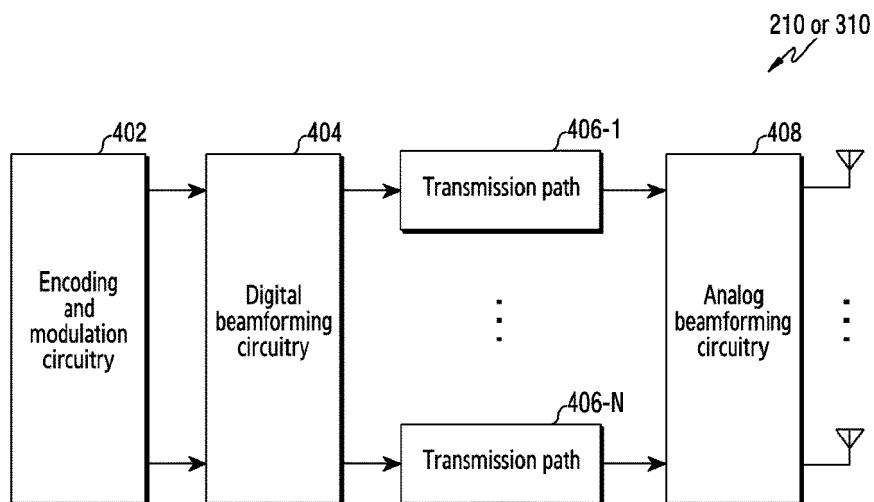 210 or 310
402
404
406-1
408
Encoding
and
modulation
circuitry
Digital
beamforming
circuitry
Transmission path
Analog
beamforming
circuitry
406-N
Transmission path